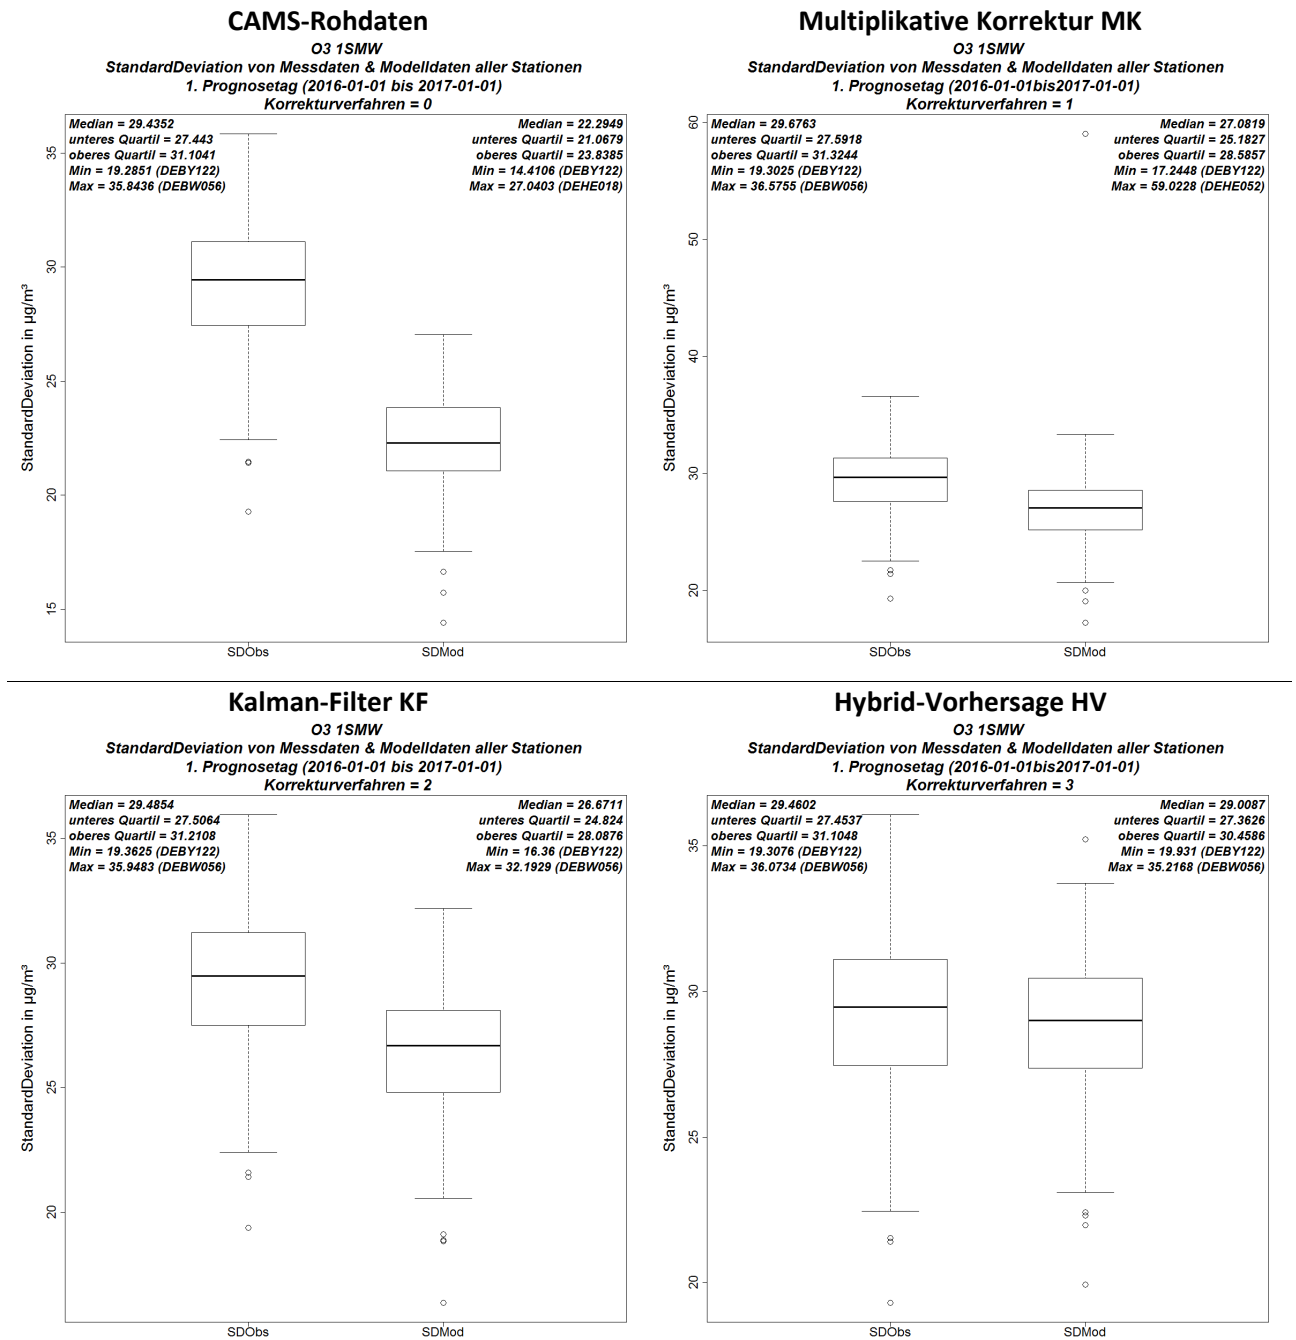 CAMS-Rohdaten
O3 1SMW
StandardDeviation von Messdaten & Modelldaten aller Stationen
1. Prognosetag (2016-01-01 bis 2017-01-01)
Korrekturverfahren = 0
Median = 29.4352
unteres Quartil = 27.443
oberes Quartil = 31.1041
Min = 19.2851 (DEBY122)
Max = 35.8436 (DEBW056)
Median = 22.2949
unteres Quartil = 21.0679
oberes Quartil = 23.8385
Min = 14.4106 (DEBY122)
Max = 27.0403 (DEHE018)
StandardDeviation in µg/m³
35
30
25
20
15
SDObs
SDMod
Multiplikative Korrektur MK
O3 1SMW
StandardDeviation von Messdaten & Modelldaten aller Stationen
1. Prognosetag (2016-01-01bis2017-01-01)
Korrekturverfahren = 1
Median = 29.6763
unteres Quartil = 27.5918
oberes Quartil = 31.3244
Min = 19.3025 (DEBY122)
Max = 36.5755 (DEBW056)
Median = 27.0819
unteres Quartil = 25.1827
oberes Quartil = 28.5857
Min = 17.2448 (DEBY122)
Max = 59.0228 (DEHE052)
StandardDeviation in µg/m³
60
50
40
30
20
SDObs
SDMod
Kalman-Filter KF
O3 1SMW
StandardDeviation von Messdaten & Modelldaten aller Stationen
1. Prognosetag (2016-01-01 bis 2017-01-01)
Korrekturverfahren = 2
Median = 29.4854
unteres Quartil = 27.5064
oberes Quartil = 31.2108
Min = 19.3625 (DEBY122)
Max = 35.9483 (DEBW056)
Median = 26.6711
unteres Quartil = 24.824
oberes Quartil = 28.0876
Min = 16.36 (DEBY122)
Max = 32.1929 (DEBW056)
StandardDeviation in µg/m³
35
30
25
20
SDObs
SDMod
Hybrid-Vorhersage HV
O3 1SMW
StandardDeviation von Messdaten & Modelldaten aller Stationen
1. Prognosetag (2016-01-01bis2017-01-01)
Korrekturverfahren = 3
Median = 29.4602
unteres Quartil = 27.4537
oberes Quartil = 31.1048
Min = 19.3076 (DEBY122)
Max = 36.0734 (DEBW056)
Median = 29.0087
unteres Quartil = 27.3626
oberes Quartil = 30.4586
Min = 19.931 (DEBY122)
Max = 35.2168 (DEBW056)
StandardDeviation in µg/m³
35
30
25
20
SDObs
SDMod